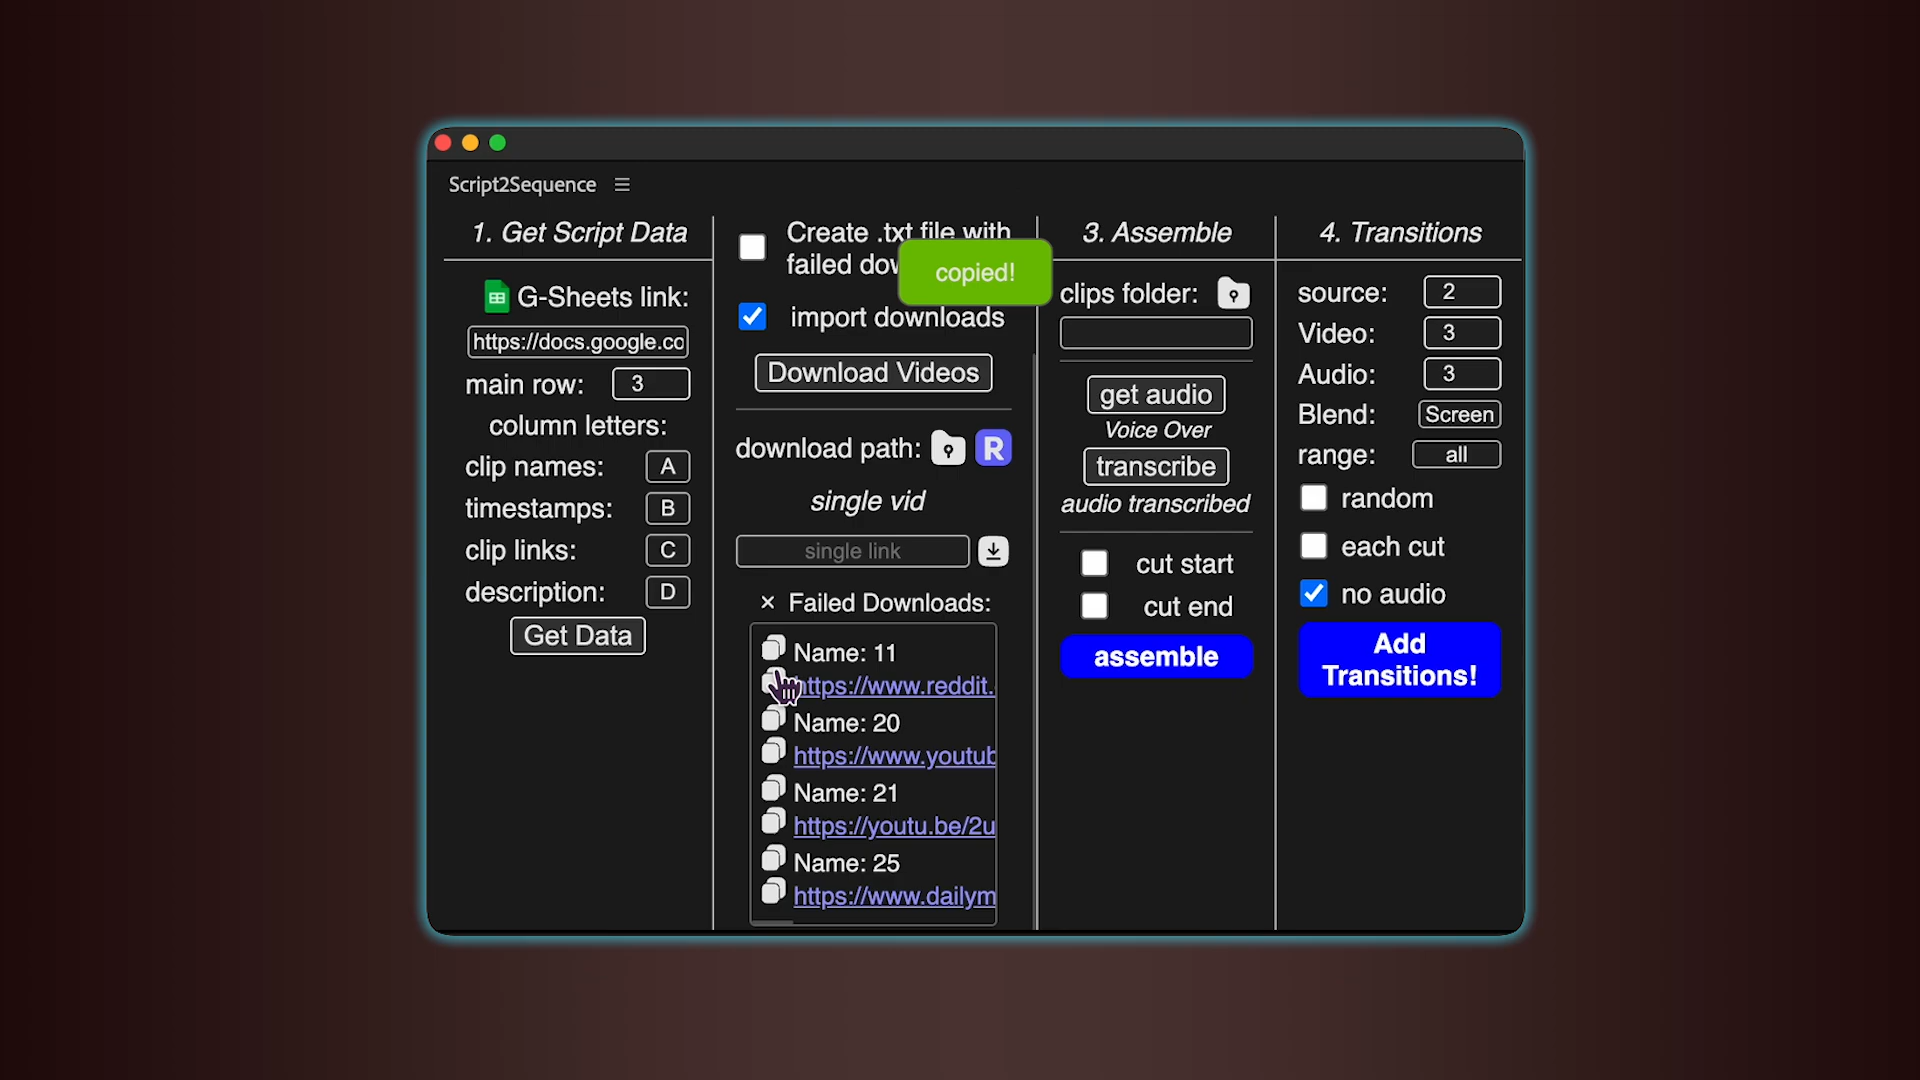 Script2Sequence
1. Get Script Data
G-Sheets link:
https://docs.google.co
main row: 3
column letters:
clip names: A
timestamps: B
clip links: C
description: D
Get Data
Create .txt file with
failed dow
copied!
import downloads
Download Videos
download path: R
single vid
single link
× Failed Downloads:
Name: 11
https://www.reddit.
Name: 20
https://www.youtub
Name: 21
https://youtu.be/2u
Name: 25
https://www.dailym
3. Assemble
clips folder:
get audio
Voice Over
transcribe
audio transcribed
cut start
cut end
assemble
4. Transitions
source: 2
Video: 3
Audio: 3
Blend: Screen
range: all
random
each cut
no audio
Add
Transitions!